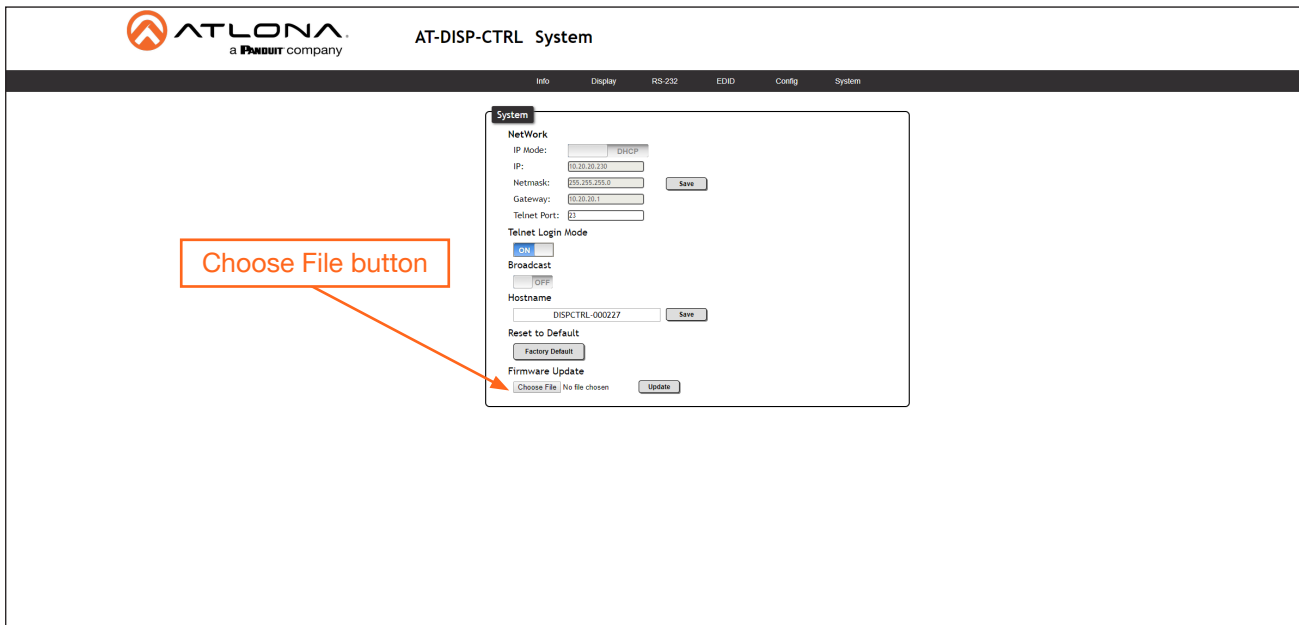 ATLONA.
a PANDUIT company
AT-DISP-CTRL System
Info Display RS-232 EDID Config System
System
NetWork
IP Mode: DHCP
IP: 10.20.20.230
Netmask: 255.255.255.0 Save
Gateway: 10.20.20.1
Telnet Port: 23
Telnet Login Mode
ON
Choose File button
Broadcast
OFF
Hostname
DISPCTRL-000227 Save
Reset to Default
Factory Default
Firmware Update
Choose File No file chosen Update